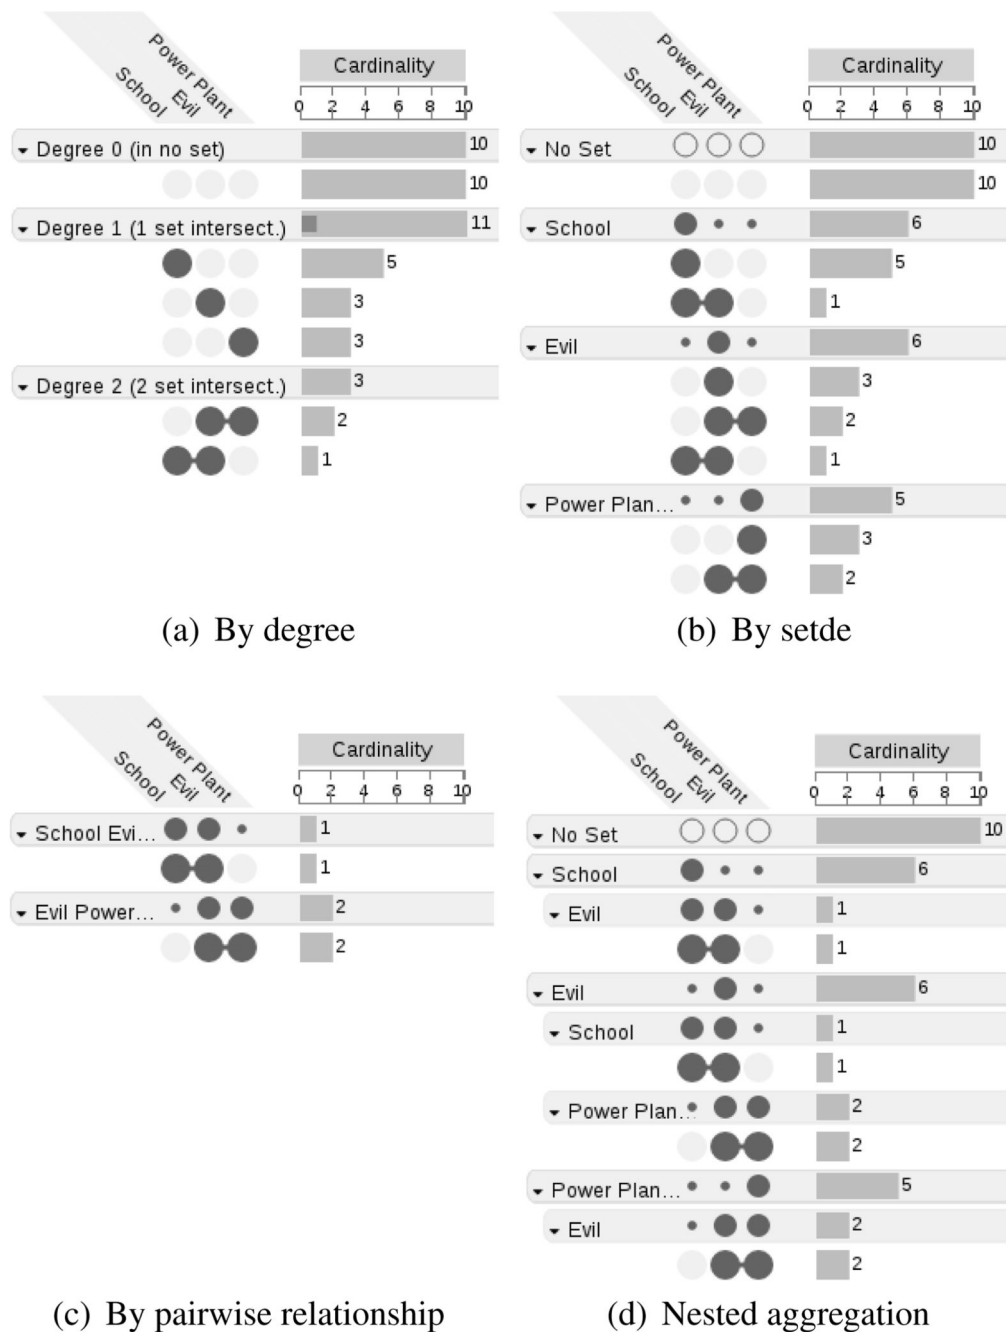 Power Plant
Evil
School
Cardinality
0 2 4 6 8 10
Degree 0 (in no set) 10
10
Degree 1 (1 set intersect.) 11
5
3
3
Degree 2 (2 set intersect.) 3
2
1
(a) By degree
Power Plant
Evil
School
Cardinality
0 2 4 6 8 10
No Set 10
10
School 6
5
1
Evil 6
3
2
1
Power Plan... 5
3
2
(b) By setde
Power Plant
Evil
School
Cardinality
0 2 4 6 8 10
School Evi... 1
1
Evil Power... 2
2
(c) By pairwise relationship
Power Plant
Evil
School
Cardinality
0 2 4 6 8 10
No Set 10
School 6
Evil 1
1
Evil 6
School 1
1
Power Plan... 2
2
Power Plan... 5
Evil 2
2
(d) Nested aggregation